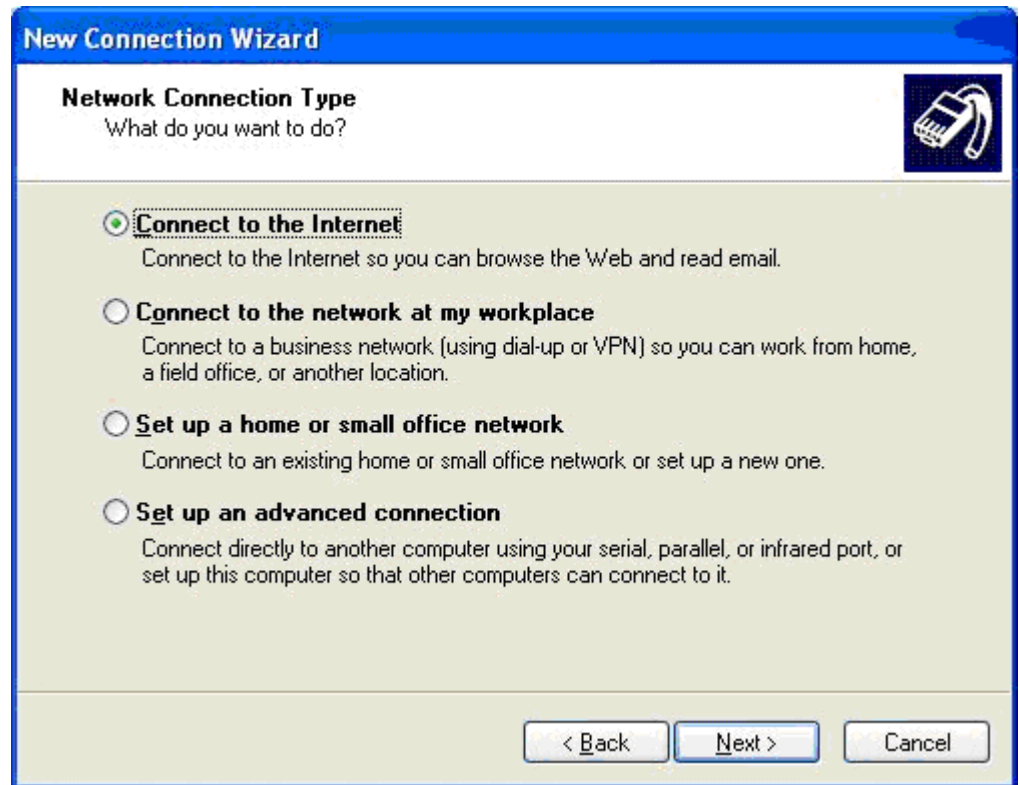 New Connection Wizard
Network Connection Type
What do you want to do?
Connect to the Internet
Connect to the Internet so you can browse the Web and read email.
Connect to the network at my workplace
Connect to a business network (using dial-up or VPN) so you can work from home,
a field office, or another location.
Set up a home or small office network
Connect to an existing home or small office network or set up a new one.
Set up an advanced connection
Connect directly to another computer using your serial, parallel, or infrared port, or
set up this computer so that other computers can connect to it.
< Back Next > Cancel